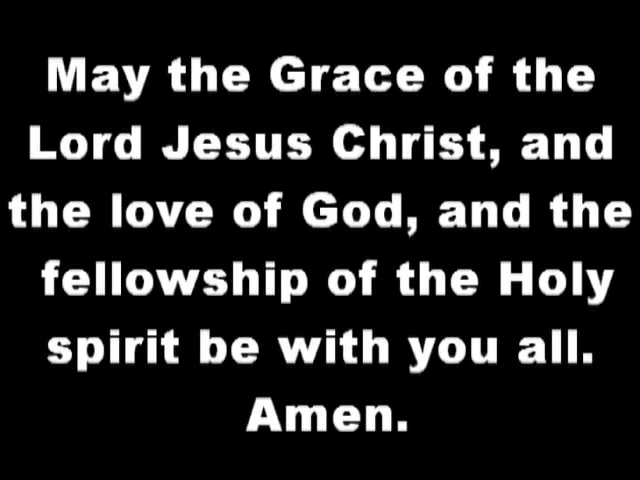 May the Grace of the
Lord Jesus Christ, and
the love of God, and the
fellowship of the Holy
spirit be with you all.
Amen.